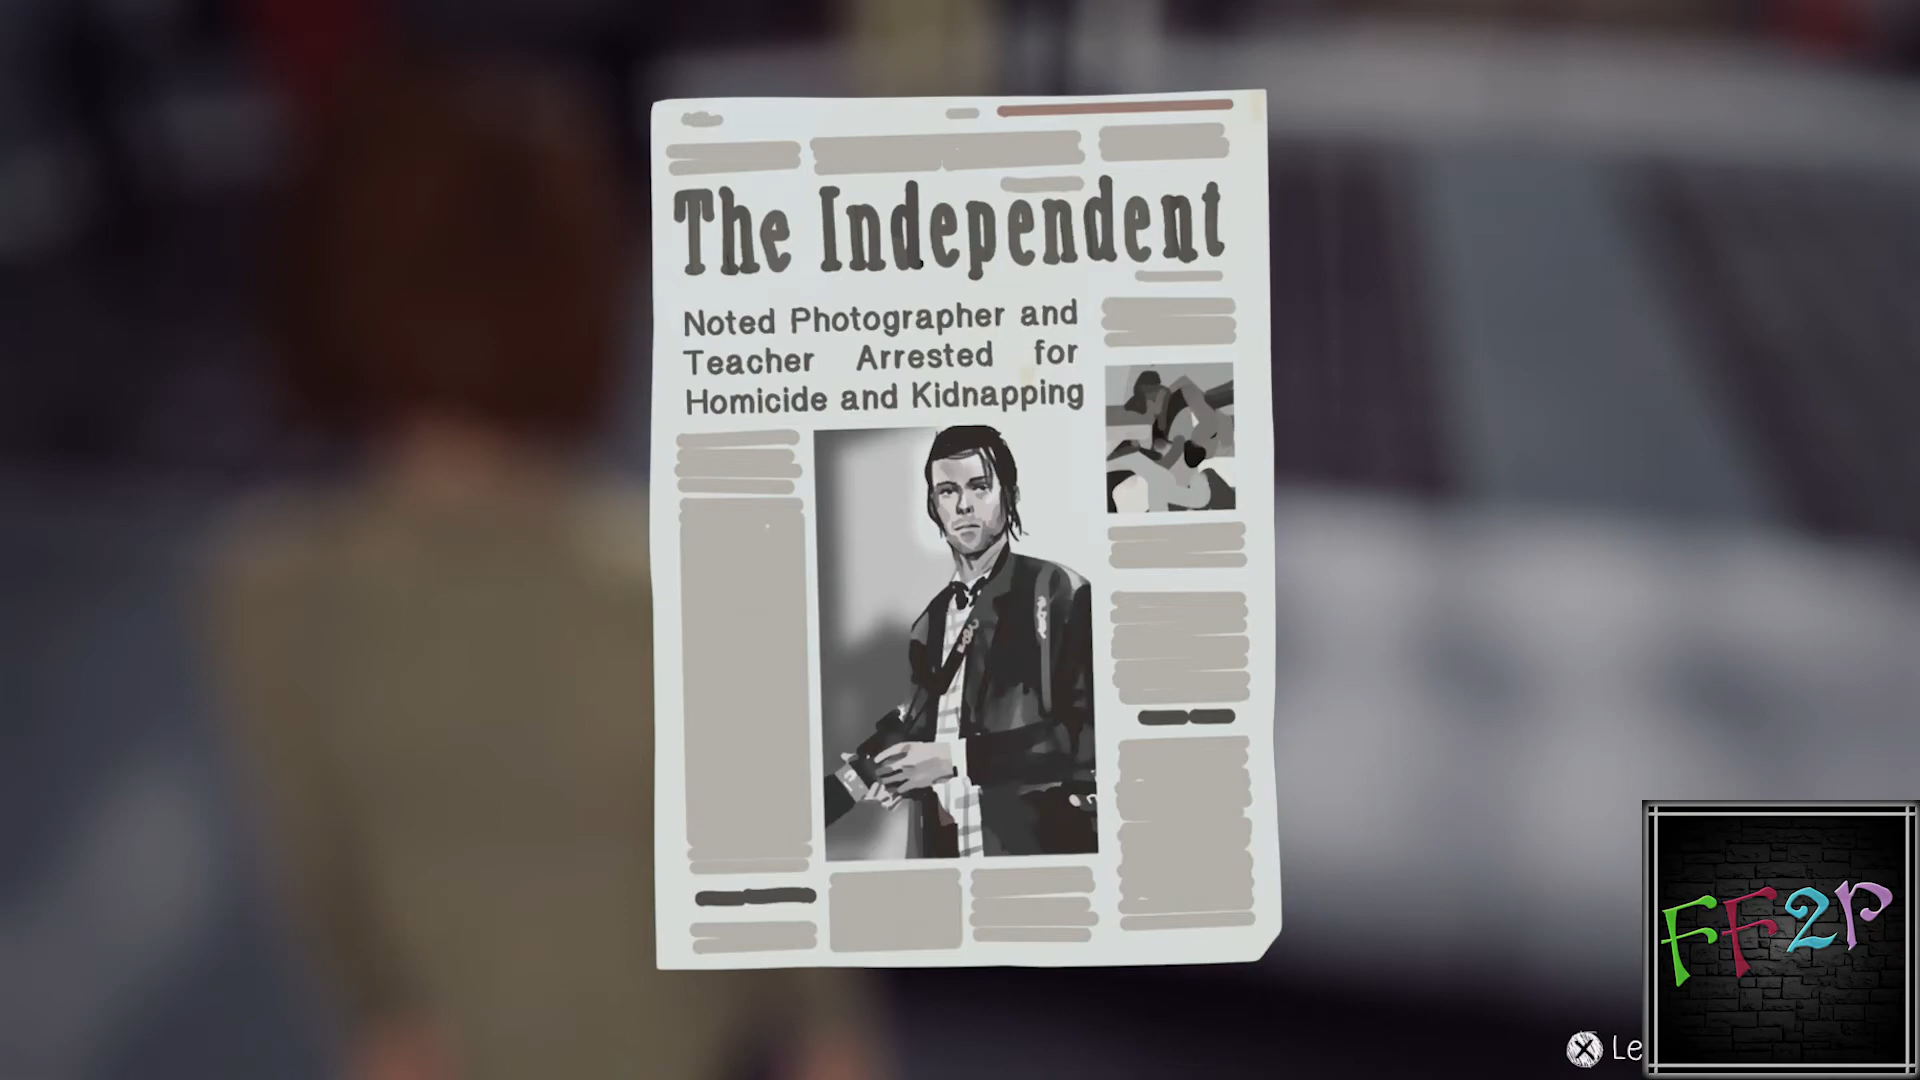 The Independent
Noted Photographer and
Teacher Arrested for
Homicide and Kidnapping
Le
FF2P